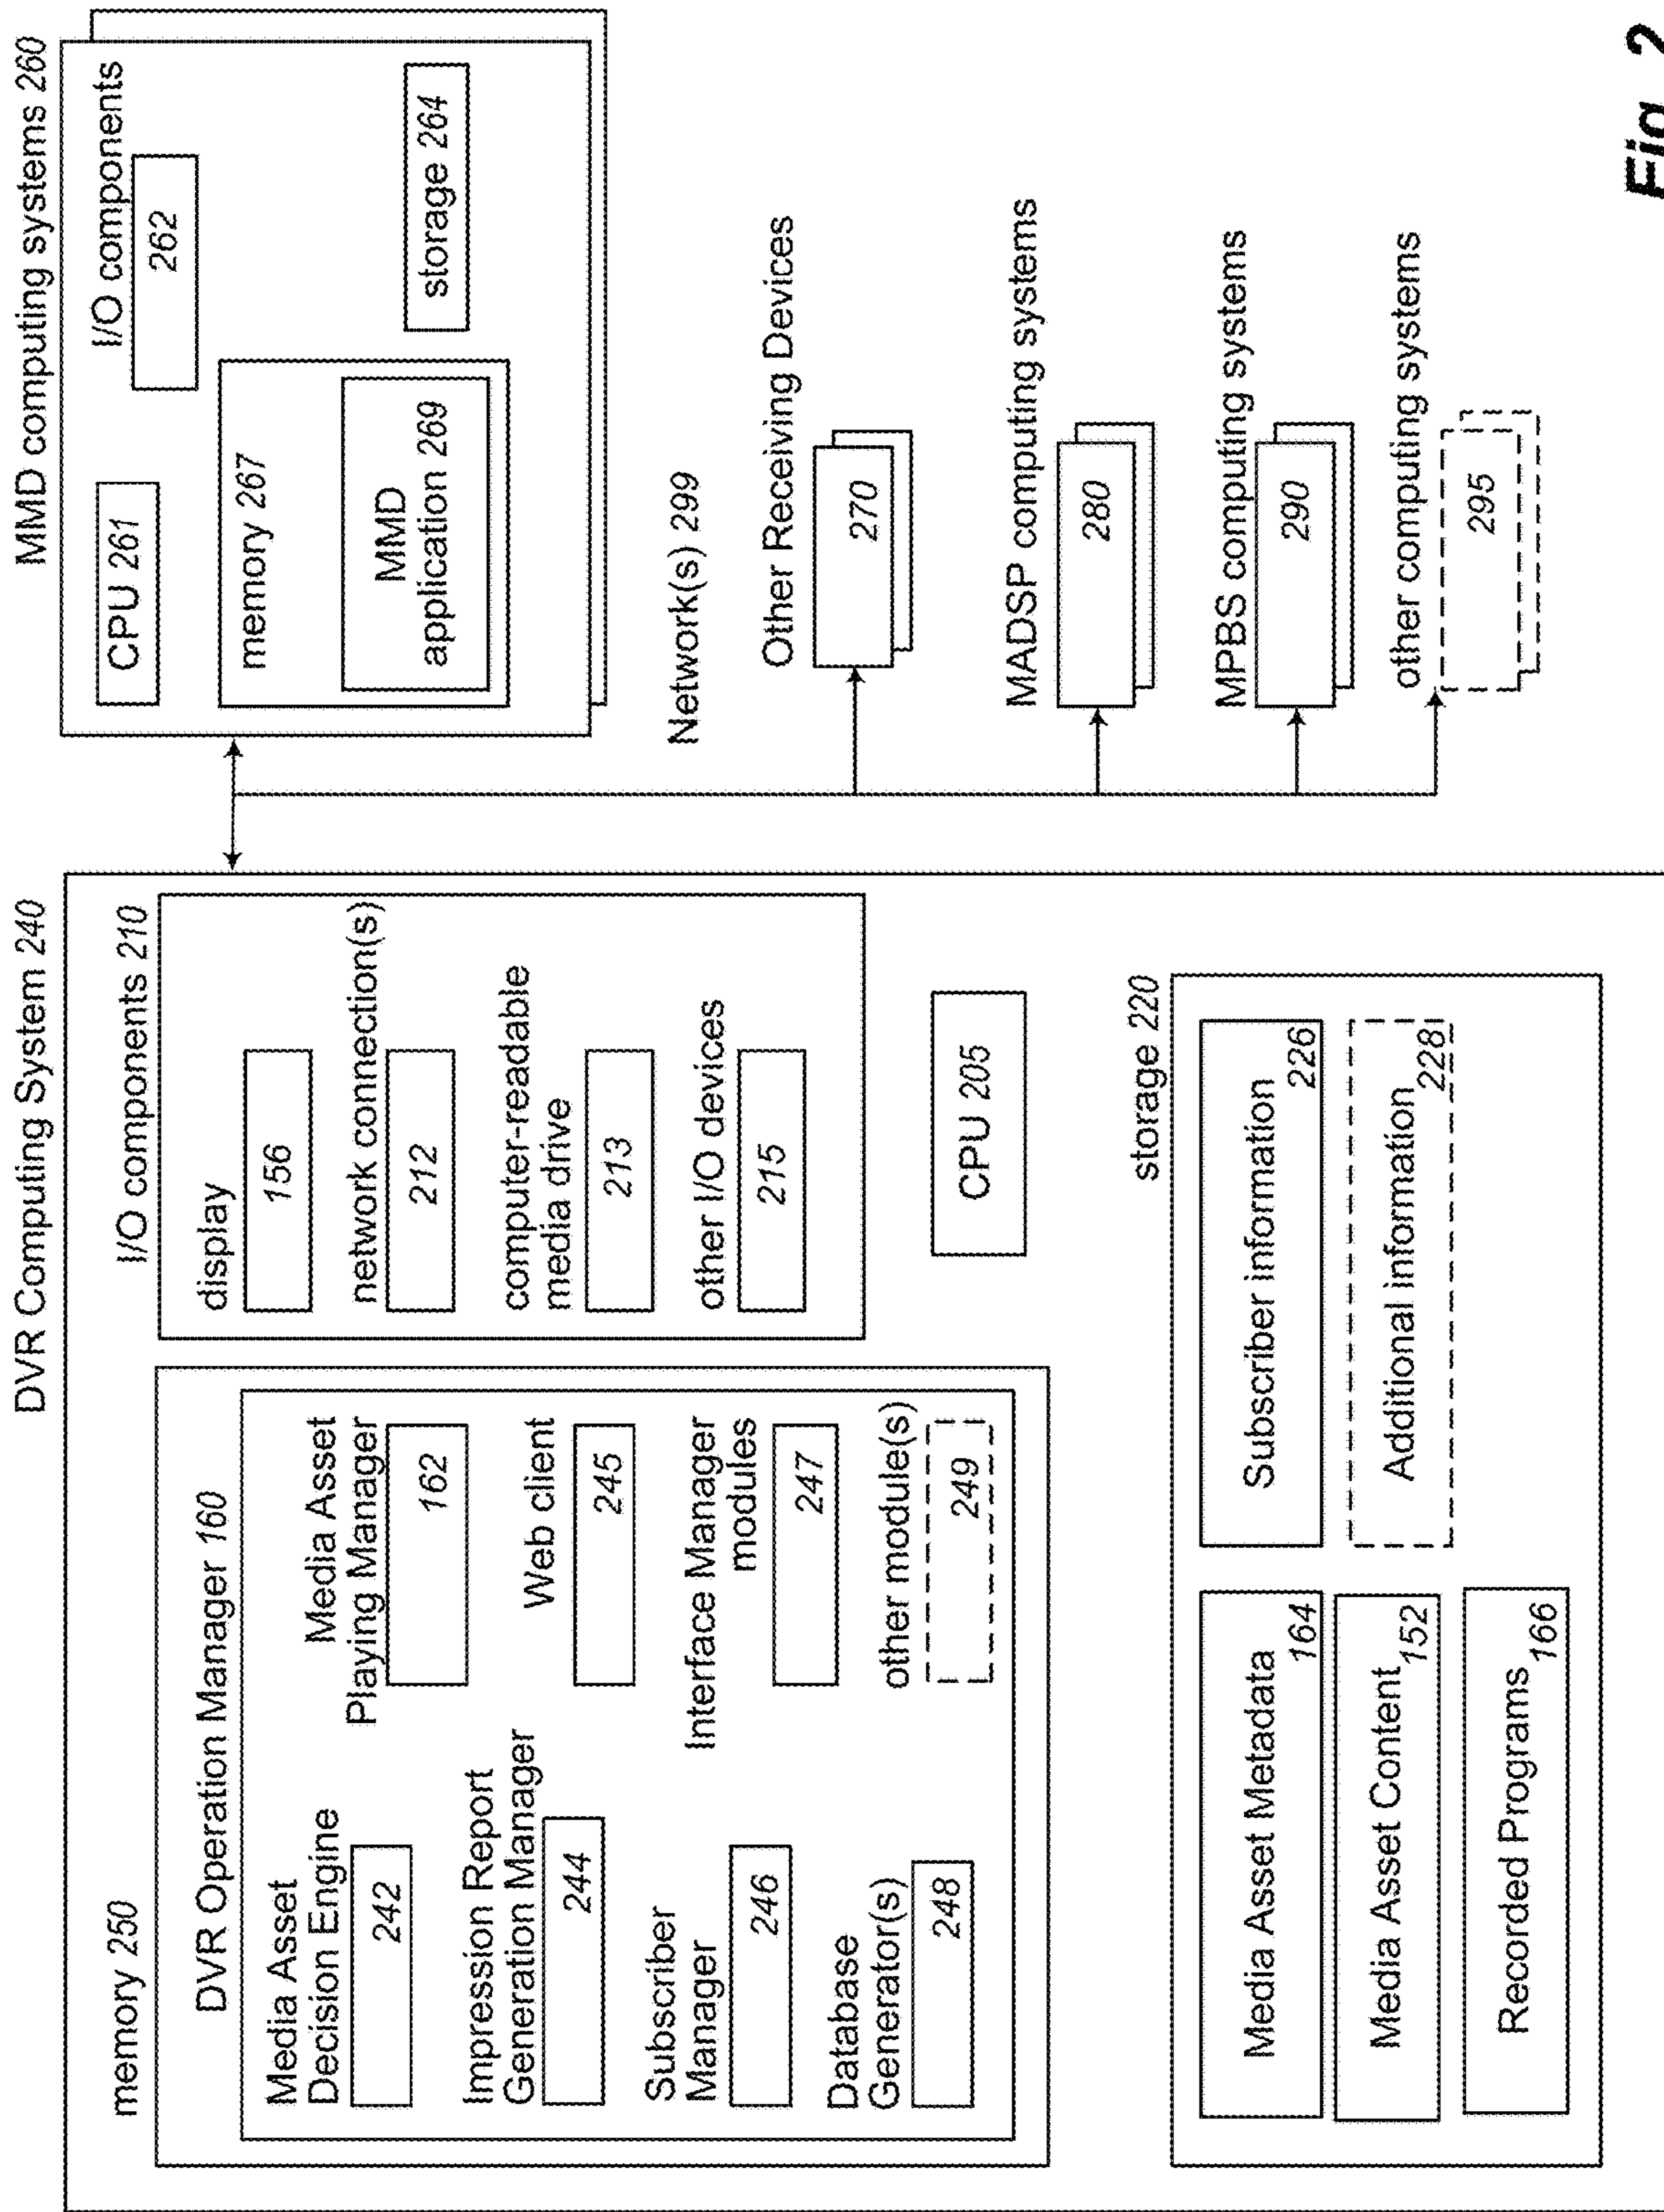 DVR Computing System 240
memory 250
DVR Operation Manager 160
Media Asset
Decision Engine
242
Media Asset
Playing Manager
162
Impression Report
Generation Manager
244
Web client
245
Subscriber
Manager
246
Interface Manager
modules
247
Database
Generator(s)
248
other module(s)
249
I/O components 210
display
156
network connection(s)
212
computer-readable
media drive
213
other I/O devices
215
CPU 205
storage 220
Media Asset Metadata
164
Subscriber information
226
Media Asset Content
152
Additional information
228
Recorded Programs
166
MMD computing systems 260
CPU 261
I/O components
262
memory 267
MMD
application 269
storage 264
Network(s) 299
Other Receiving Devices
270
MADSP computing systems
280
MPBS computing systems
290
other computing systems
295
Fig. 2